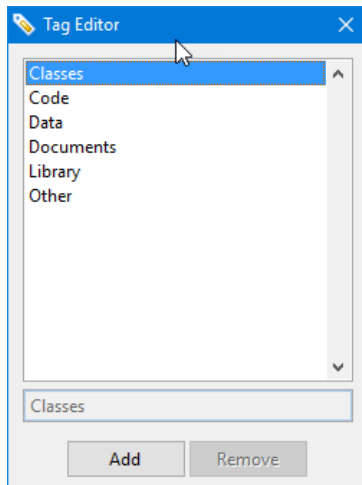 Tag Editor
Classes
Code
Data
Documents
Library
Other
Classes
Add Remove